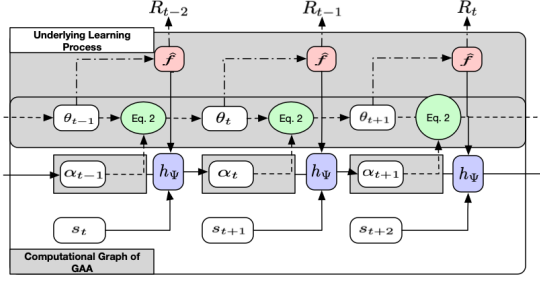 R_{t-2} R_{t-1} R_t
Underlying Learning
Process
f̂ f̂ f̂
θ_{t-1} Eq. 2 θ_t Eq. 2 θ_{t+1} Eq. 2
α_{t-1} h_Ψ α_t h_Ψ α_{t+1} h_Ψ
s_t s_{t+1} s_{t+2}
Computational Graph of
GAA